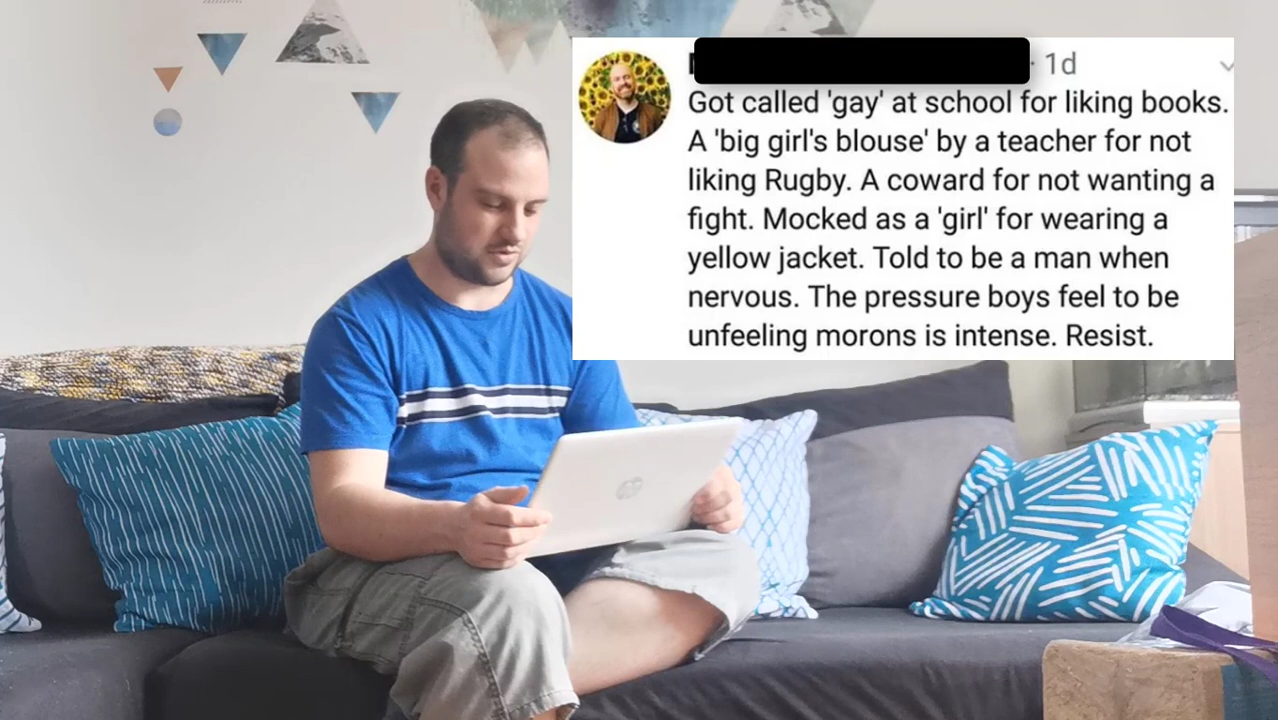 · 1d
Got called 'gay' at school for liking books.
A 'big girl's blouse' by a teacher for not
liking Rugby. A coward for not wanting a
fight. Mocked as a 'girl' for wearing a
yellow jacket. Told to be a man when
nervous. The pressure boys feel to be
unfeeling morons is intense. Resist.